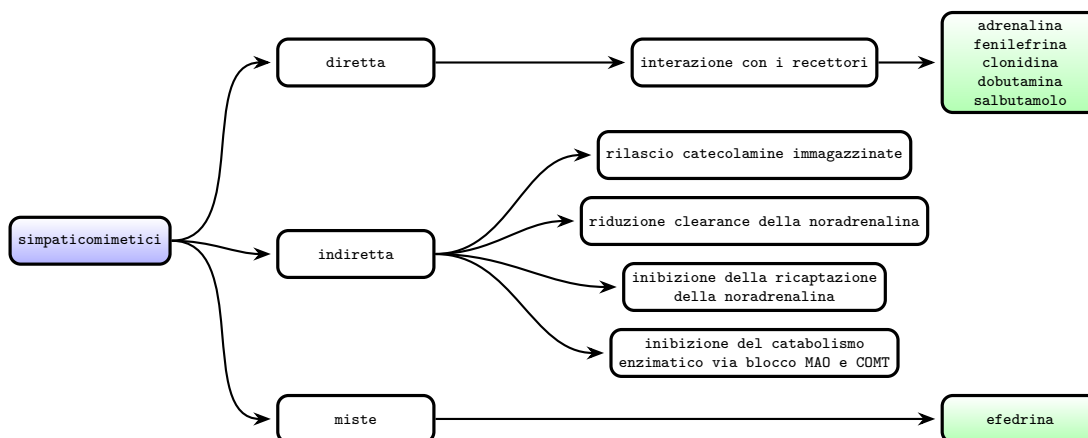 diretta
interazione con i recettori
adrenalina
fenilefrina
clonidina
dobutamina
salbutamolo
rilascio catecolamine immagazzinate
riduzione clearance della noradrenalina
simpaticomimetici
indiretta
inibizione della ricaptazione
della noradrenalina
inibizione del catabolismo
enzimatico via blocco MAO e COMT
miste
efedrina